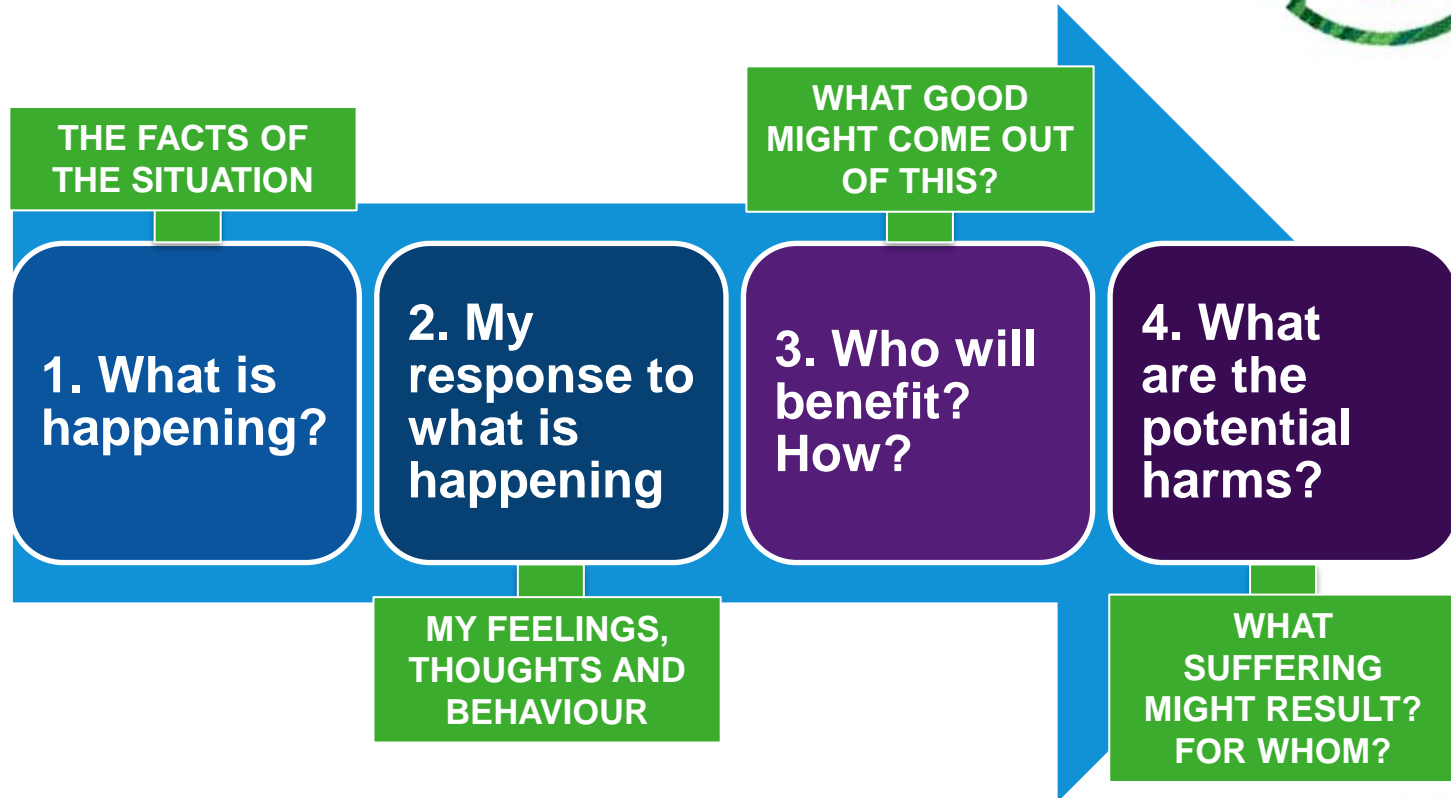 THE FACTS OF
THE SITUATION
1. What is
happening?
2. My
response to
what is
happening
MY FEELINGS,
THOUGHTS AND
BEHAVIOUR
WHAT GOOD
MIGHT COME OUT
OF THIS?
3. Who will
benefit?
How?
4. What
are the
potential
harms?
WHAT
SUFFERING
MIGHT RESULT?
FOR WHOM?